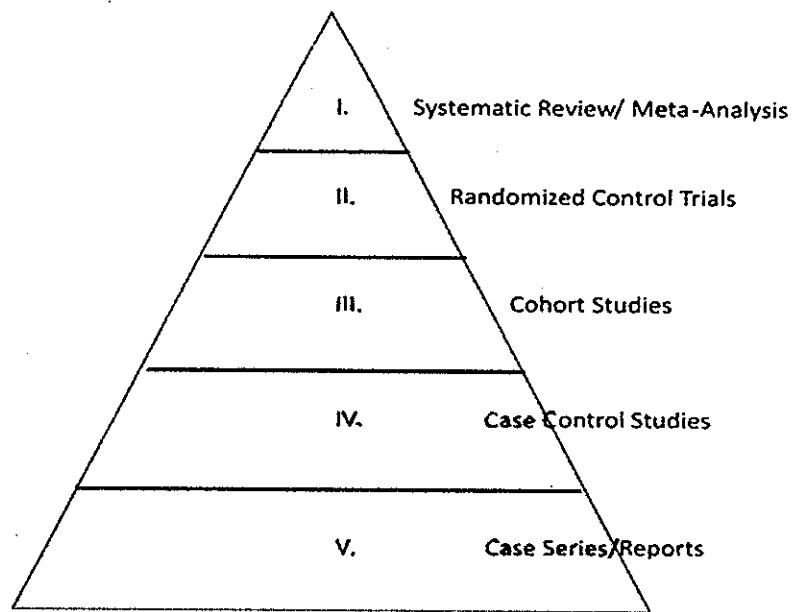 I. Systematic Review/ Meta-Analysis
II. Randomized Control Trials
III. Cohort Studies
IV. Case Control Studies
V. Case Series/Reports